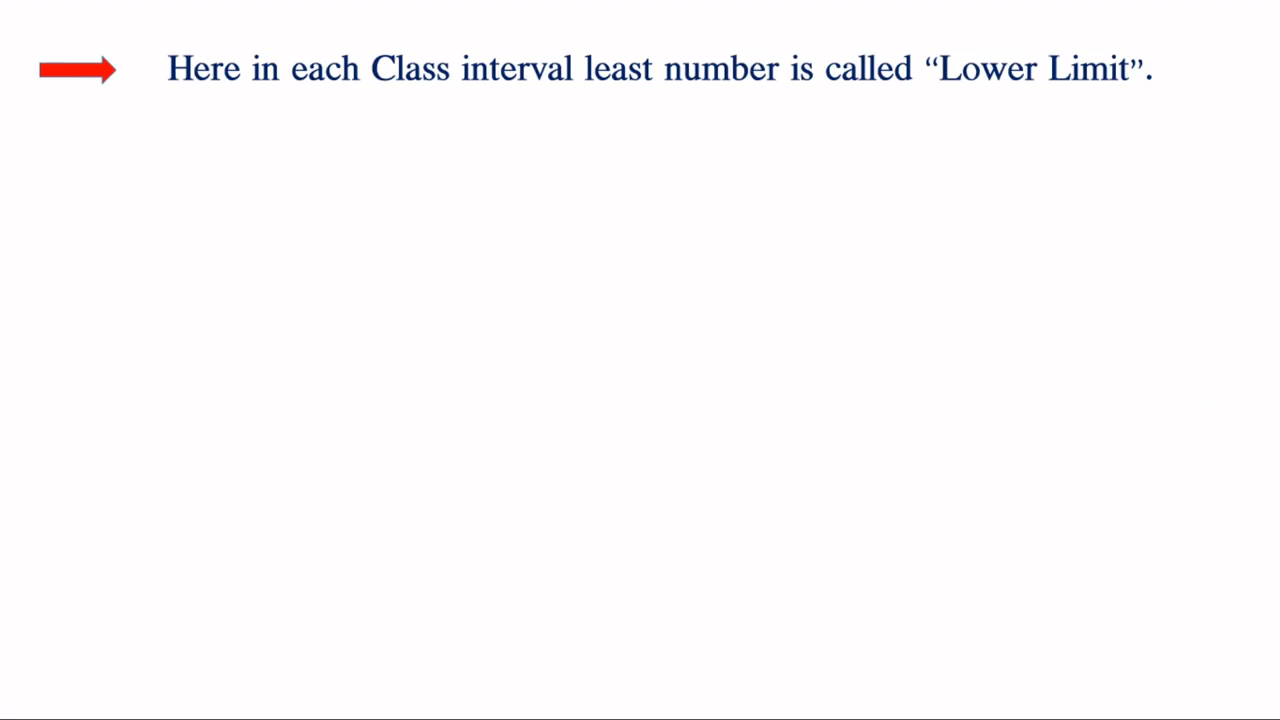 Here in each Class interval least number is called “Lower Limit”.